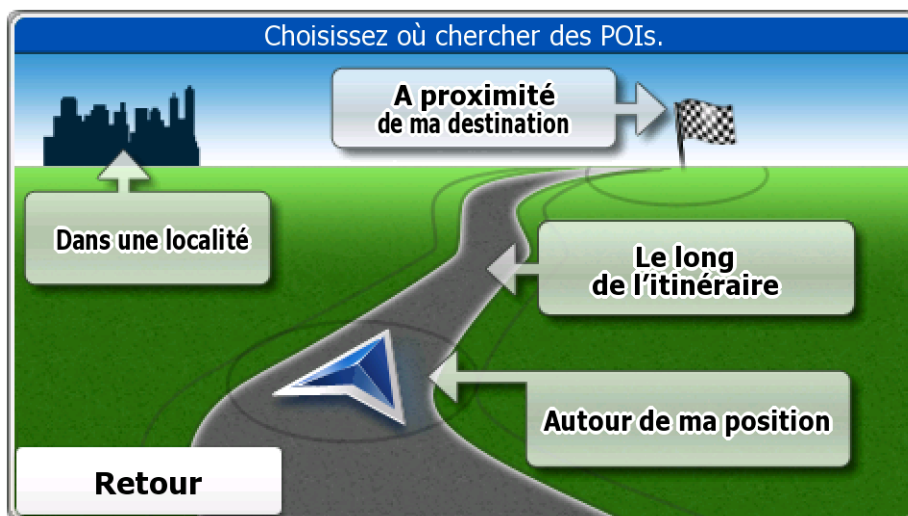 Choisissez où chercher des POIs.
A proximité
de ma destination
Dans une localité
Le long
de l'itinéraire
Autour de ma position
Retour